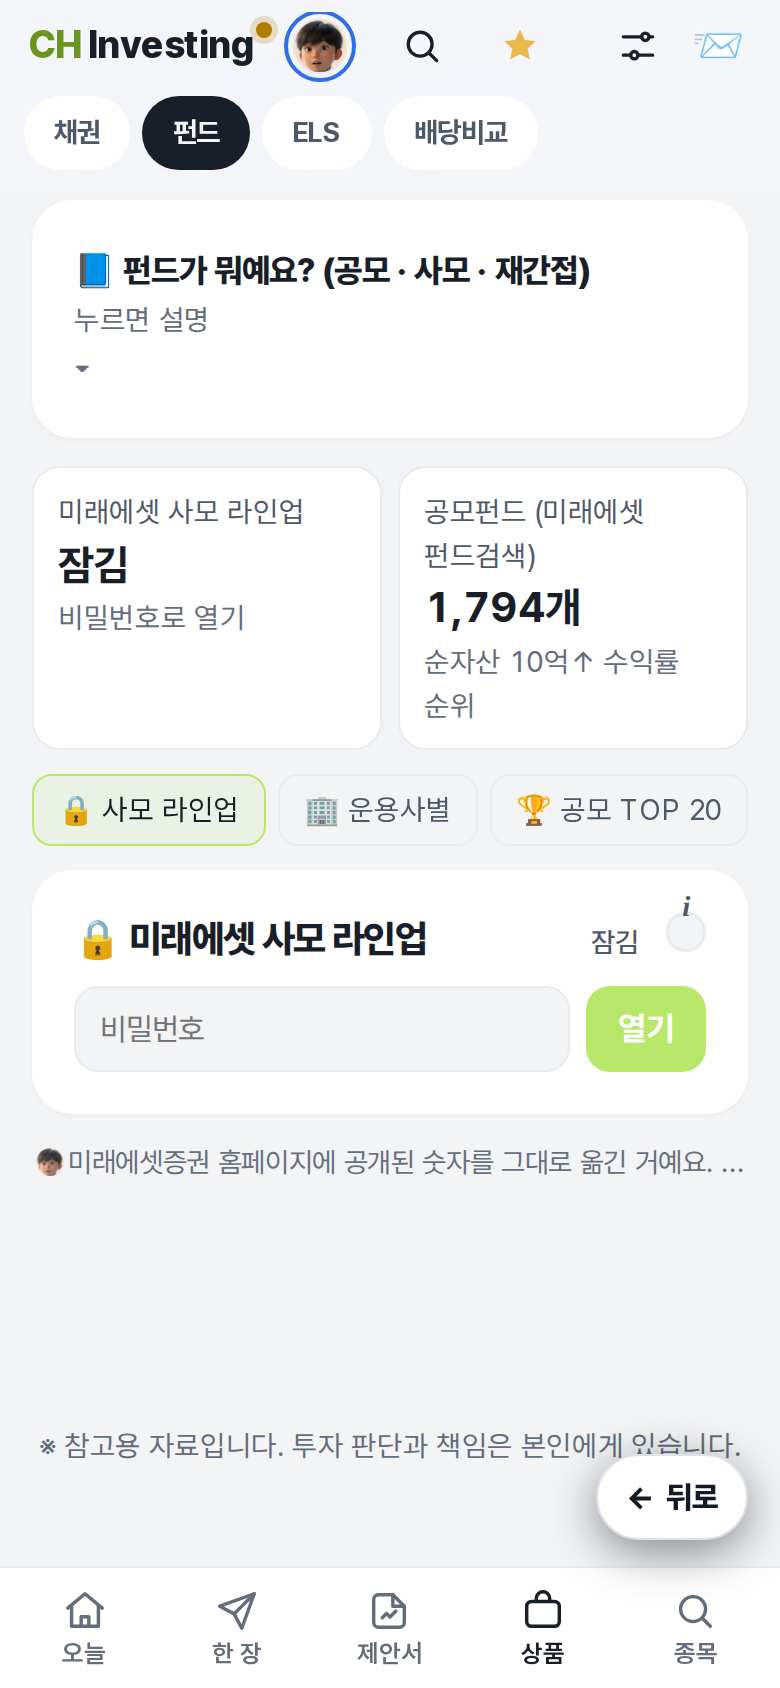 CH Investing
채권 펀드 ELS 배당비교
📘 펀드가 뭐예요? (공모 · 사모 · 재간접)
누르면 설명
미래에셋 사모 라인업
잠김
비밀번호로 열기
공모펀드 (미래에셋
펀드검색)
1,794개
순자산 10억↑ 수익률
순위
🔒 사모 라인업 🏢 운용사별 🏆 공모 TOP 20
🔒 미래에셋 사모 라인업 잠김 i
비밀번호 열기
미래에셋증권 홈페이지에 공개된 숫자를 그대로 옮긴 거예요. ...
※ 참고용 자료입니다. 투자 판단과 책임은 본인에게 있습니다.
← 뒤로
오늘 한 장 제안서 상품 종목